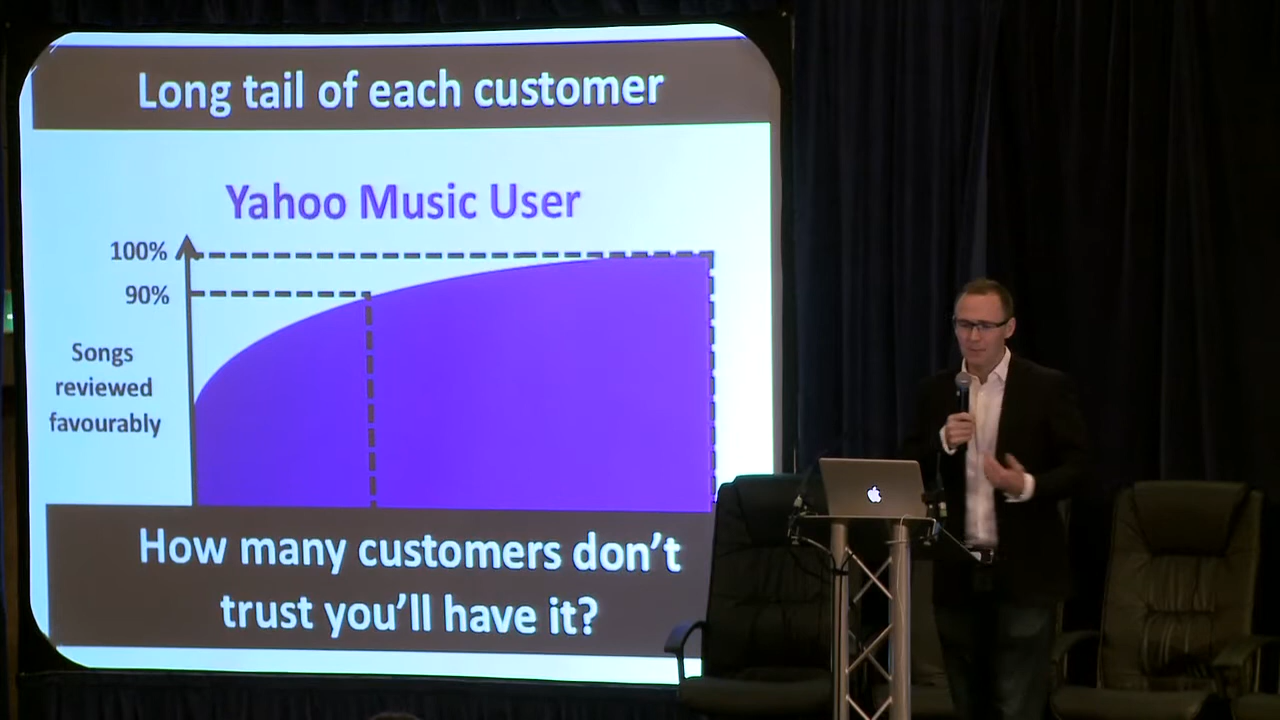 Long tail of each customer
Yahoo Music User
100%
90%
Songs
reviewed
favourably
How many customers don't
trust you'll have it?